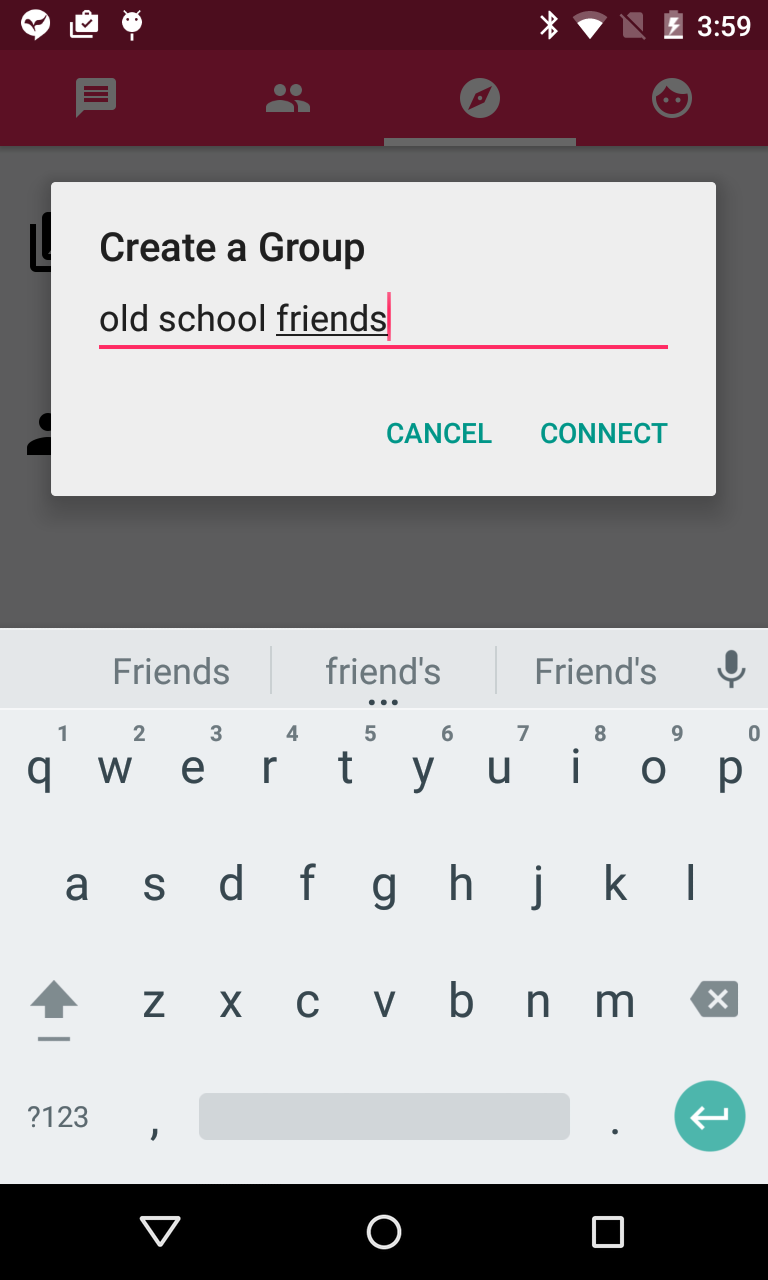 3:59
Create a Group
old school friends
CANCEL CONNECT
Friends friend's Friend's
...
1 2 3 4 5 6 7 8 9 0
q w e r t y u i o p
a s d f g h j k l
z x c v b n m
?123 , .